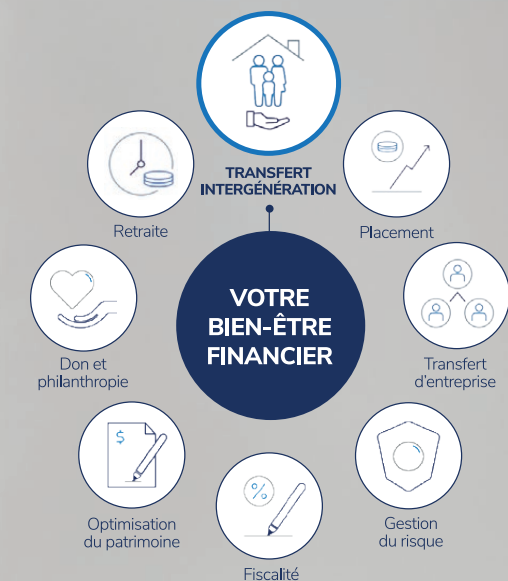 TRANSFERT
INTERGÉNÉRATION
Retraite
Placement
VOTRE
BIEN-ÊTRE
FINANCIER
Don et
philanthropie
Transfert
d'entreprise
$
Optimisation
du patrimoine
%
Fiscalité
Gestion
du risque